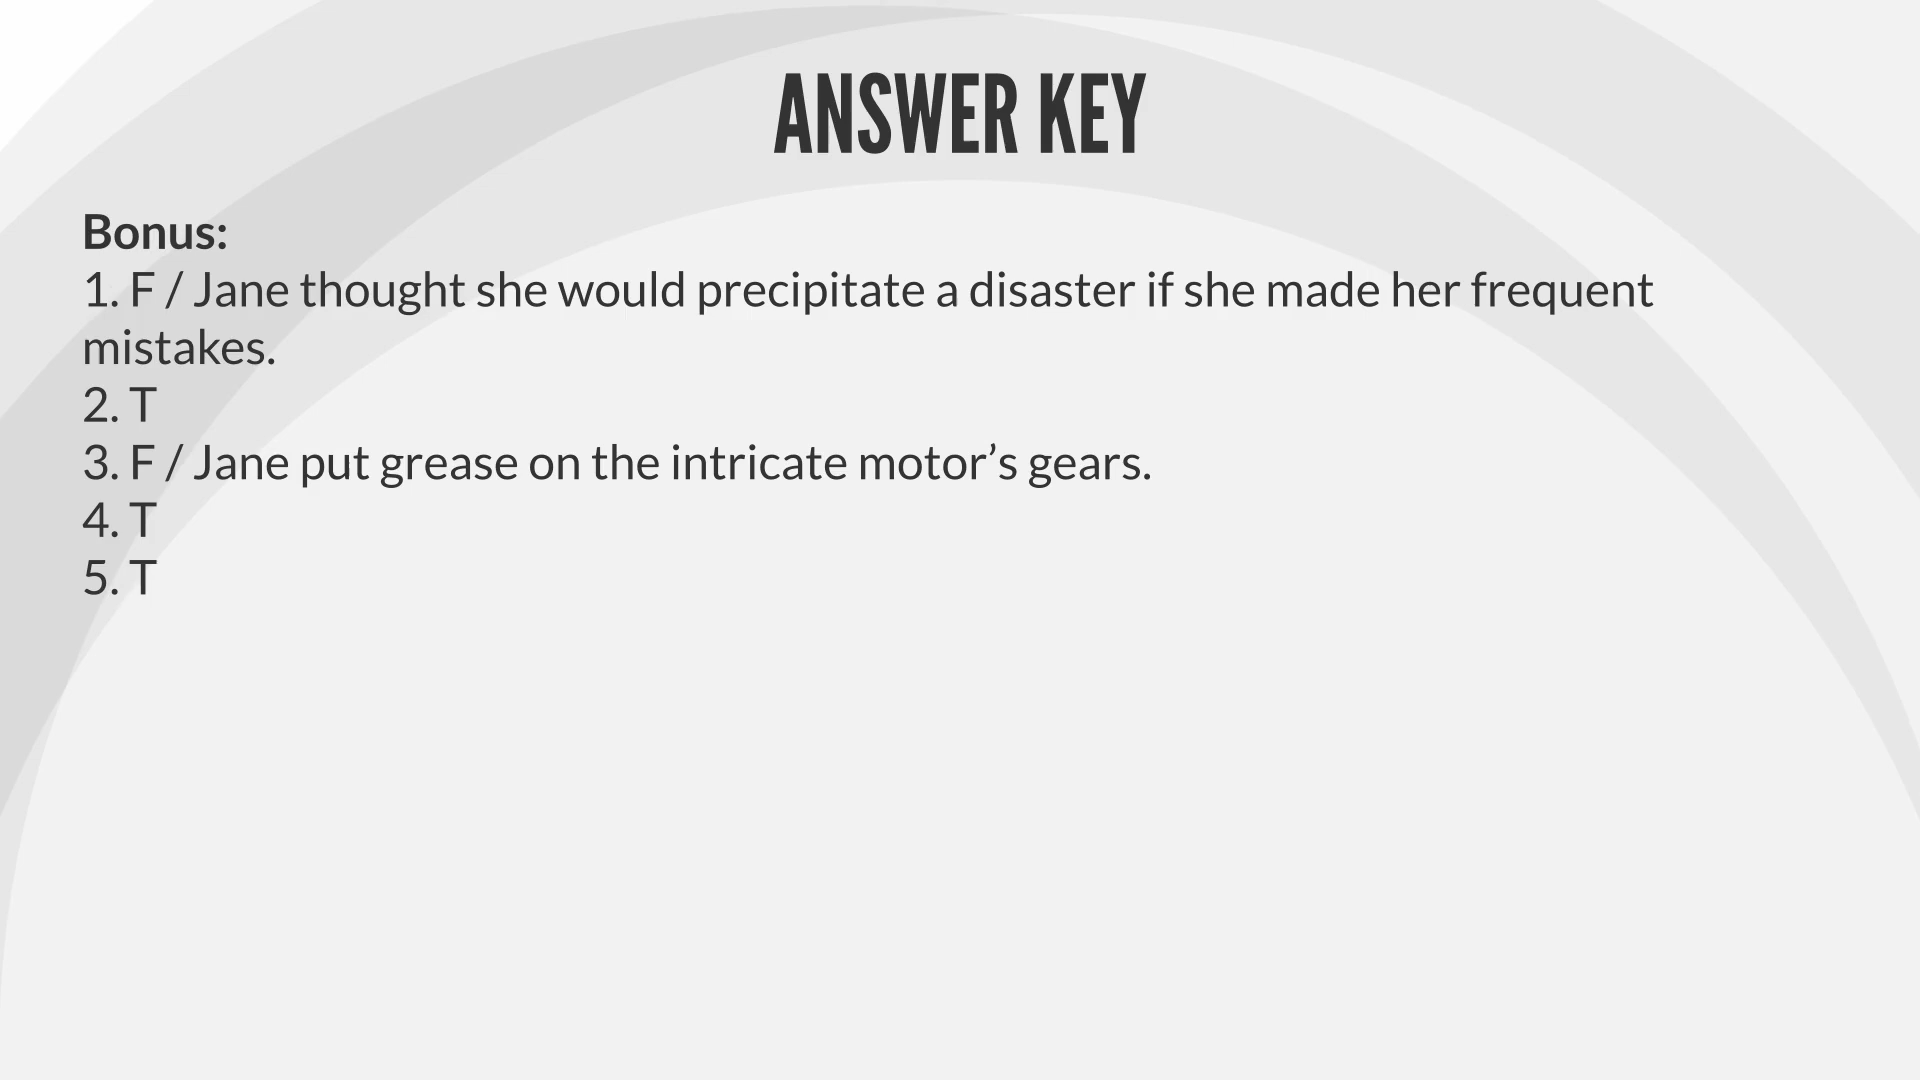 ANSWER KEY
Bonus:
1. F / Jane thought she would precipitate a disaster if she made her frequent
mistakes.
2. T
3. F / Jane put grease on the intricate motor’s gears.
4. T
5. T